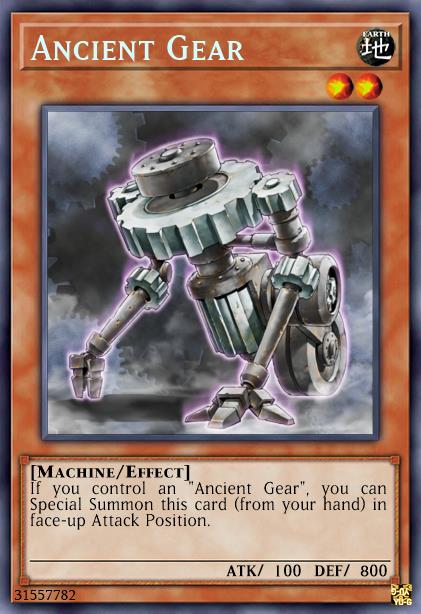 Ancient Gear
EARTH
地
[Machine/Effect]
If you control an "Ancient Gear", you can
Special Summon this card (from your hand) in
face-up Attack Position.
ATK/ 100 DEF/ 800
31557782